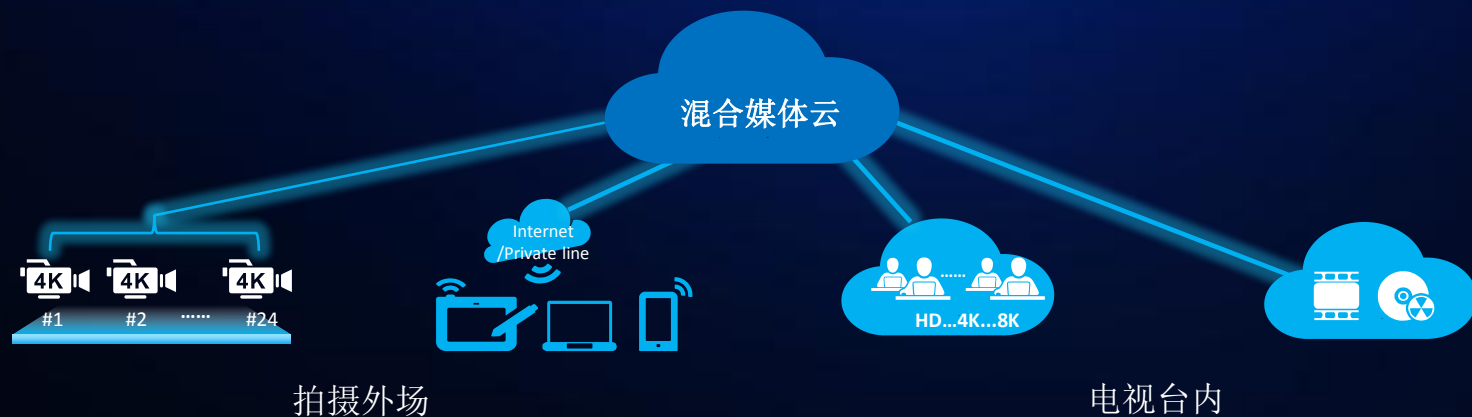 混合媒体云
Internet
/Private line
4K
4K
4K
#1
#2
......
#24
......
HD...4K...8K
拍摄外场
电视台内